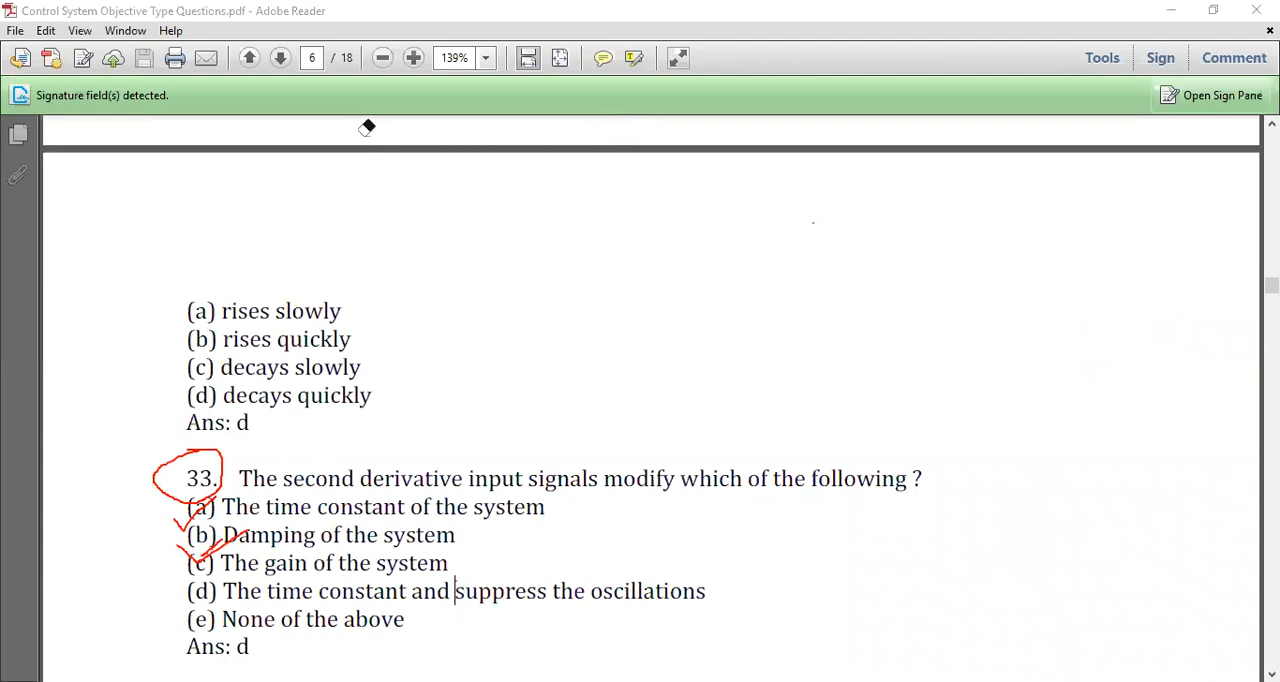 Control System Objective Type Questions.pdf - Adobe Reader
File Edit View Window Help
6 / 18 139% Tools Sign Comment
Signature field(s) detected. Open Sign Pane
(a) rises slowly
(b) rises quickly
(c) decays slowly
(d) decays quickly
Ans: d
33. The second derivative input signals modify which of the following ?
(a) The time constant of the system
(b) Damping of the system
(c) The gain of the system
(d) The time constant and suppress the oscillations
(e) None of the above
Ans: d